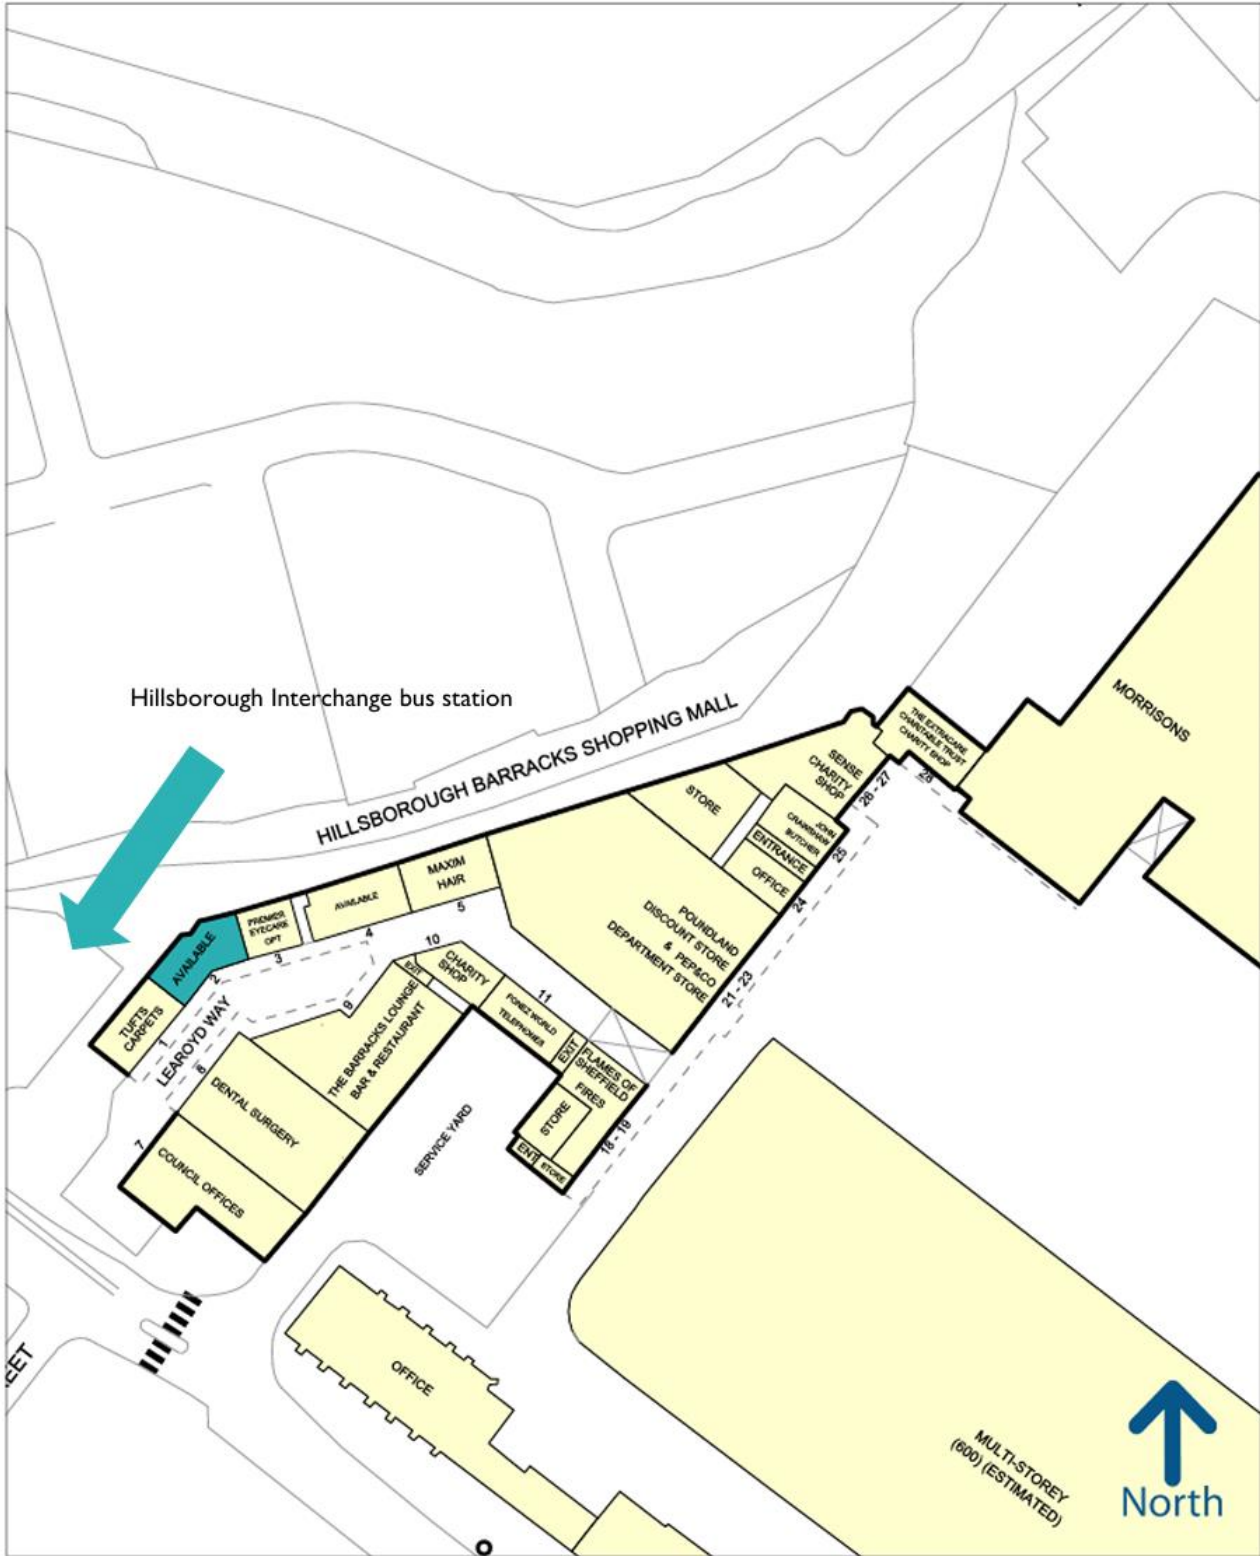 Hillsborough Interchange bus station
HILLSBOROUGH BARRACKS SHOPPING MALL
MORRISONS
THE EXTRACARE
CHARITABLE TRUST
CHARITY SHOP
28
26 - 27
SENSE
CHARITY
SHOP
STORE
JOHN
CRAWSHAW
BUTCHER
25
ENTRANCE
OFFICE
24
POUNDLAND
DISCOUNT STORE
& PEP&CO
DEPARTMENT STORE
21 - 23
MAXIM
HAIR
5
AVAILABLE
4
PREMIER
EYECARE
OPT
3
AVAILABLE
2
TUFTS
CARPETS
1
LEAROYD WAY
10
EXIT
CHARITY
SHOP
11
FONEZ WORLD
TELEPHONES
EXIT
FLAMES OF
SHEFFIELD
FIRES
STORE
18 - 19
ENT
STORE
9
THE BARRACKS LOUNGE
BAR & RESTAURANT
8
DENTAL SURGERY
7
COUNCIL OFFICES
SERVICE YARD
OFFICE
EET
MULTI-STOREY
(600) (ESTIMATED)
North